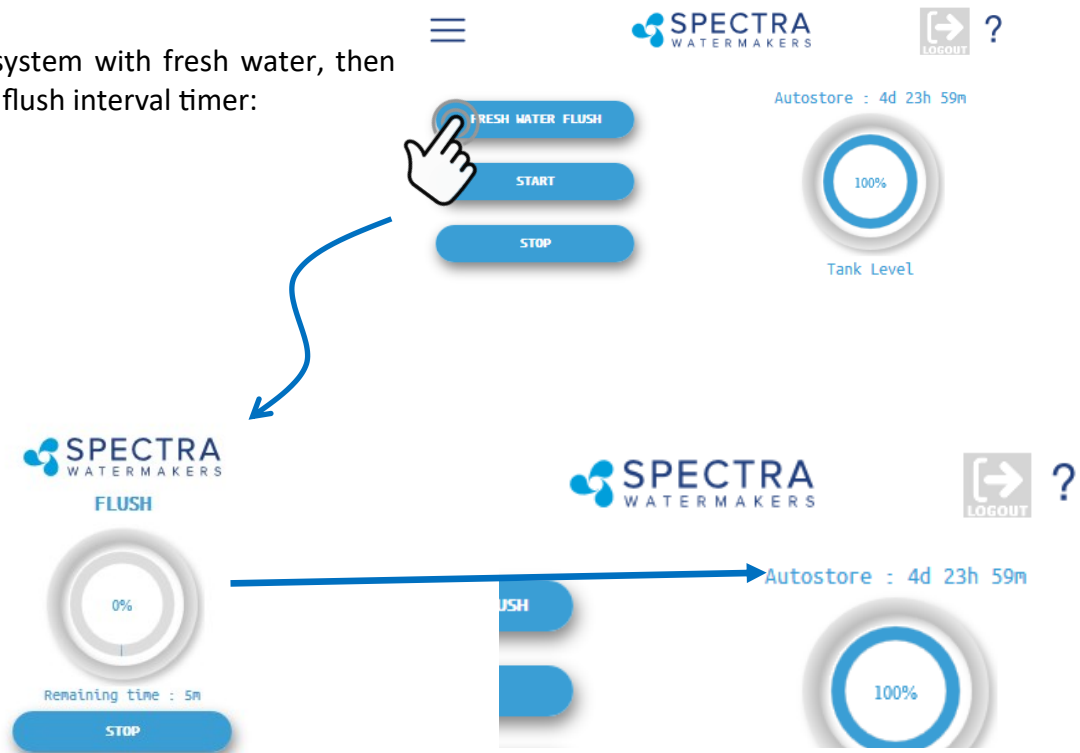 system with fresh water, then
flush interval timer:
SPECTRA
WATERMAKERS
LOGOUT
?
FRESH WATER FLUSH
START
STOP
Autostore : 4d 23h 59m
100%
Tank Level
SPECTRA
WATERMAKERS
FLUSH
0%
Remaining time : 5m
STOP
SPECTRA
WATERMAKERS
LOGOUT
?
Autostore : 4d 23h 59m
USH
100%